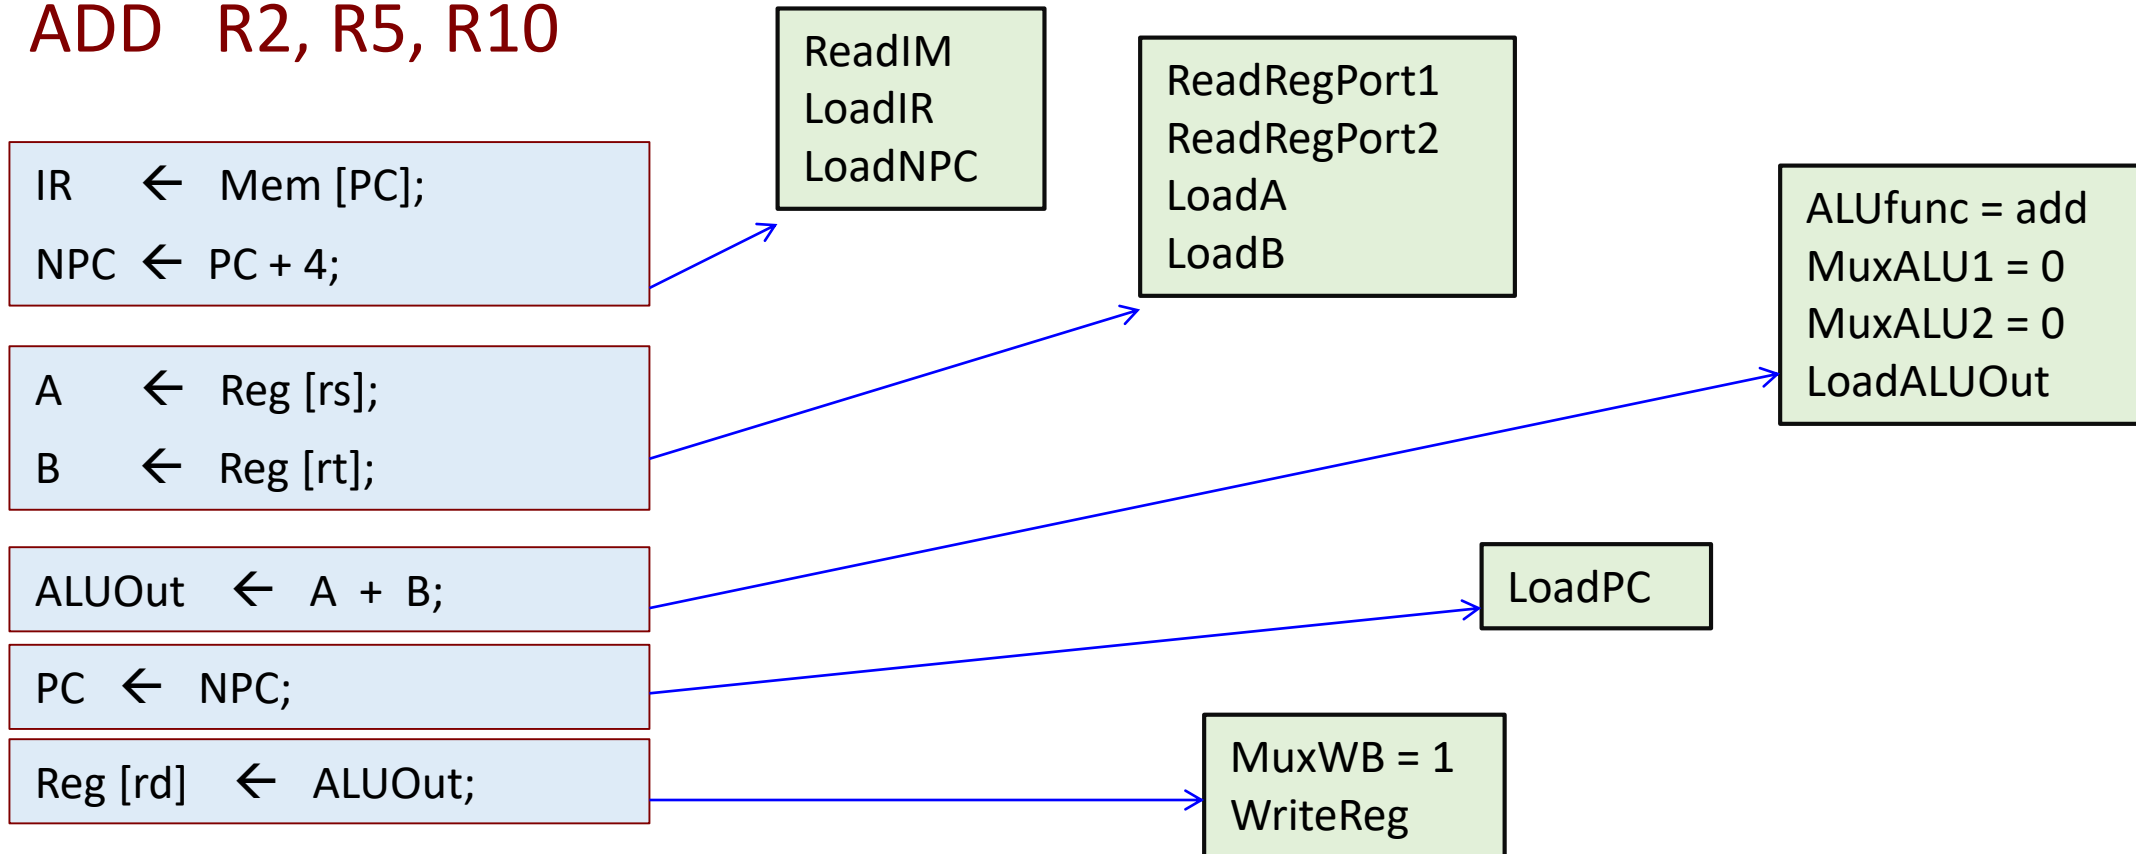 ADD R2, R5, R10
IR ← Mem [PC];
NPC ← PC + 4;
ReadIM
LoadIR
LoadNPC
A ← Reg [rs];
B ← Reg [rt];
ReadRegPort1
ReadRegPort2
LoadA
LoadB
ALUOut ← A + B;
ALUfunc = add
MuxALU1 = 0
MuxALU2 = 0
LoadALUOut
PC ← NPC;
LoadPC
Reg [rd] ← ALUOut;
MuxWB = 1
WriteReg